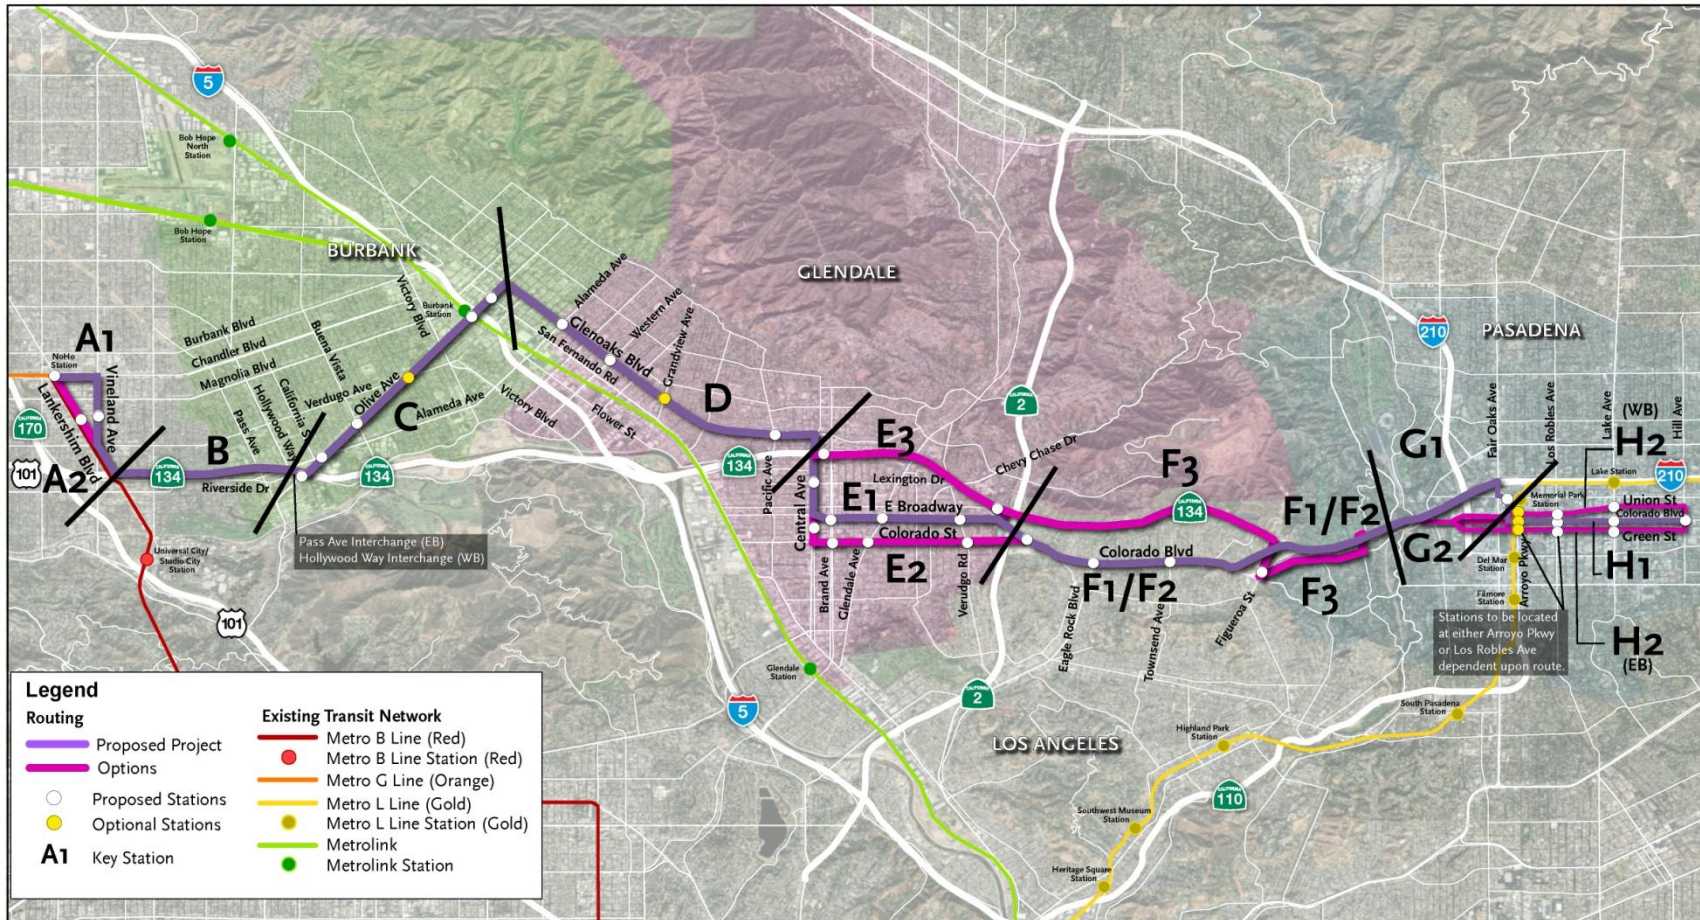 5
Bob Hope
North
Station
Bob Hope
Station
BURBANK
GLENDALE
PASADENA
LOS ANGELES
210
2
Burbank
Station
Victory Blvd
Burbank Blvd
Chandler Blvd
Magnolia Blvd
Buena Vista
California St
Hollywood Way
Pass Ave
Verdugo Ave
Olive Ave
Alameda Ave
Victory Blvd
Alameda Ave
Western Ave
Grandview Ave
Glenoaks Blvd
San Fernando Rd
Flower St
A1
NoHo
Station
Vineland Ave
Lankershim Blvd
CALIFORNIA
170
101
A2
B
CALIFORNIA
134
Riverside Dr
C
CALIFORNIA
134
D
CALIFORNIA
134
Pass Ave Interchange (EB)
Hollywood Way Interchange (WB)
Universal City/
Studio City
Station
101
Pacific Ave
Central Ave
E3
Lexington Dr
Chevy Chase Dr
E1
E Broadway
Colorado St
E2
Brand Ave
Glendale Ave
Verudgo Rd
F3
CALIFORNIA
134
F1/F2
Colorado Blvd
F1/F2
F3
Eagle Rock Blvd
Townsend Ave
Figueroa St
G1
G2
Fair Oaks Ave
Los Robles Ave
Lake Ave
Hill Ave
(WB)
H2
Lake Station
210
Memorial Park
Station
Union St
Colorado Blvd
Green St
Del Mar
Station
Arroyo Pkwy
Filmore
Station
H1
H2
(EB)
Stations to be located
at either Arroyo Pkwy
or Los Robles Ave
dependent upon route.
Glendale
Station
5
CALIFORNIA
2
CALIFORNIA
110
South Pasadena
Station
Highland Park
Station
Southwest Museum
Station
Heritage Square
Station
Legend
Routing
Proposed Project
Options
Proposed Stations
Optional Stations
A1
Key Station
Existing Transit Network
Metro B Line (Red)
Metro B Line Station (Red)
Metro G Line (Orange)
Metro L Line (Gold)
Metro L Line Station (Gold)
Metrolink
Metrolink Station